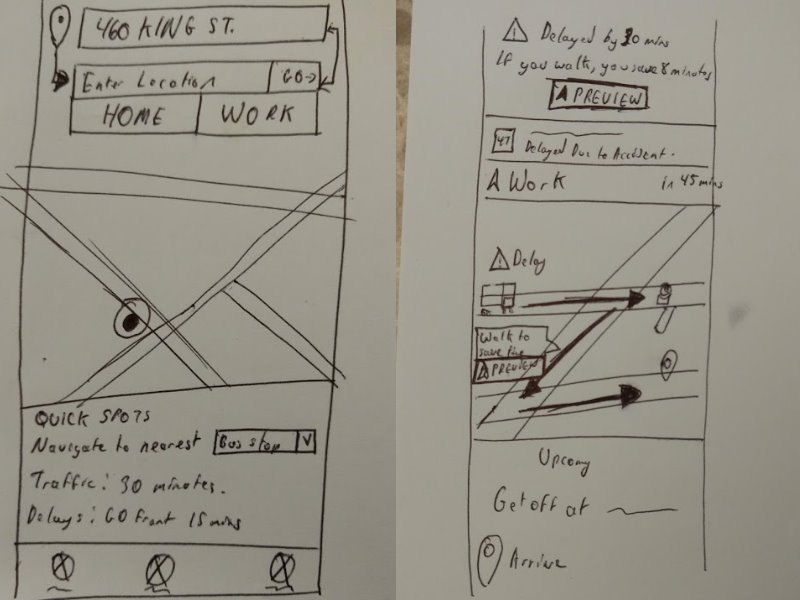 460 KING ST.
Enter Location
GO→
HOME
WORK
QUICK SPOTS
Navigate to nearest
Bus stop
V
Traffic: 30 minutes.
Delays: GO Front 15 mins
Delayed by 30 mins
If you walk, you save 8 minutes
PREVIEW
47
Delayed Due to Accident.
Work
in 45 mins
Delay
Walk to
save time
PREVIEW
Upcomy
Get off at
Arrive